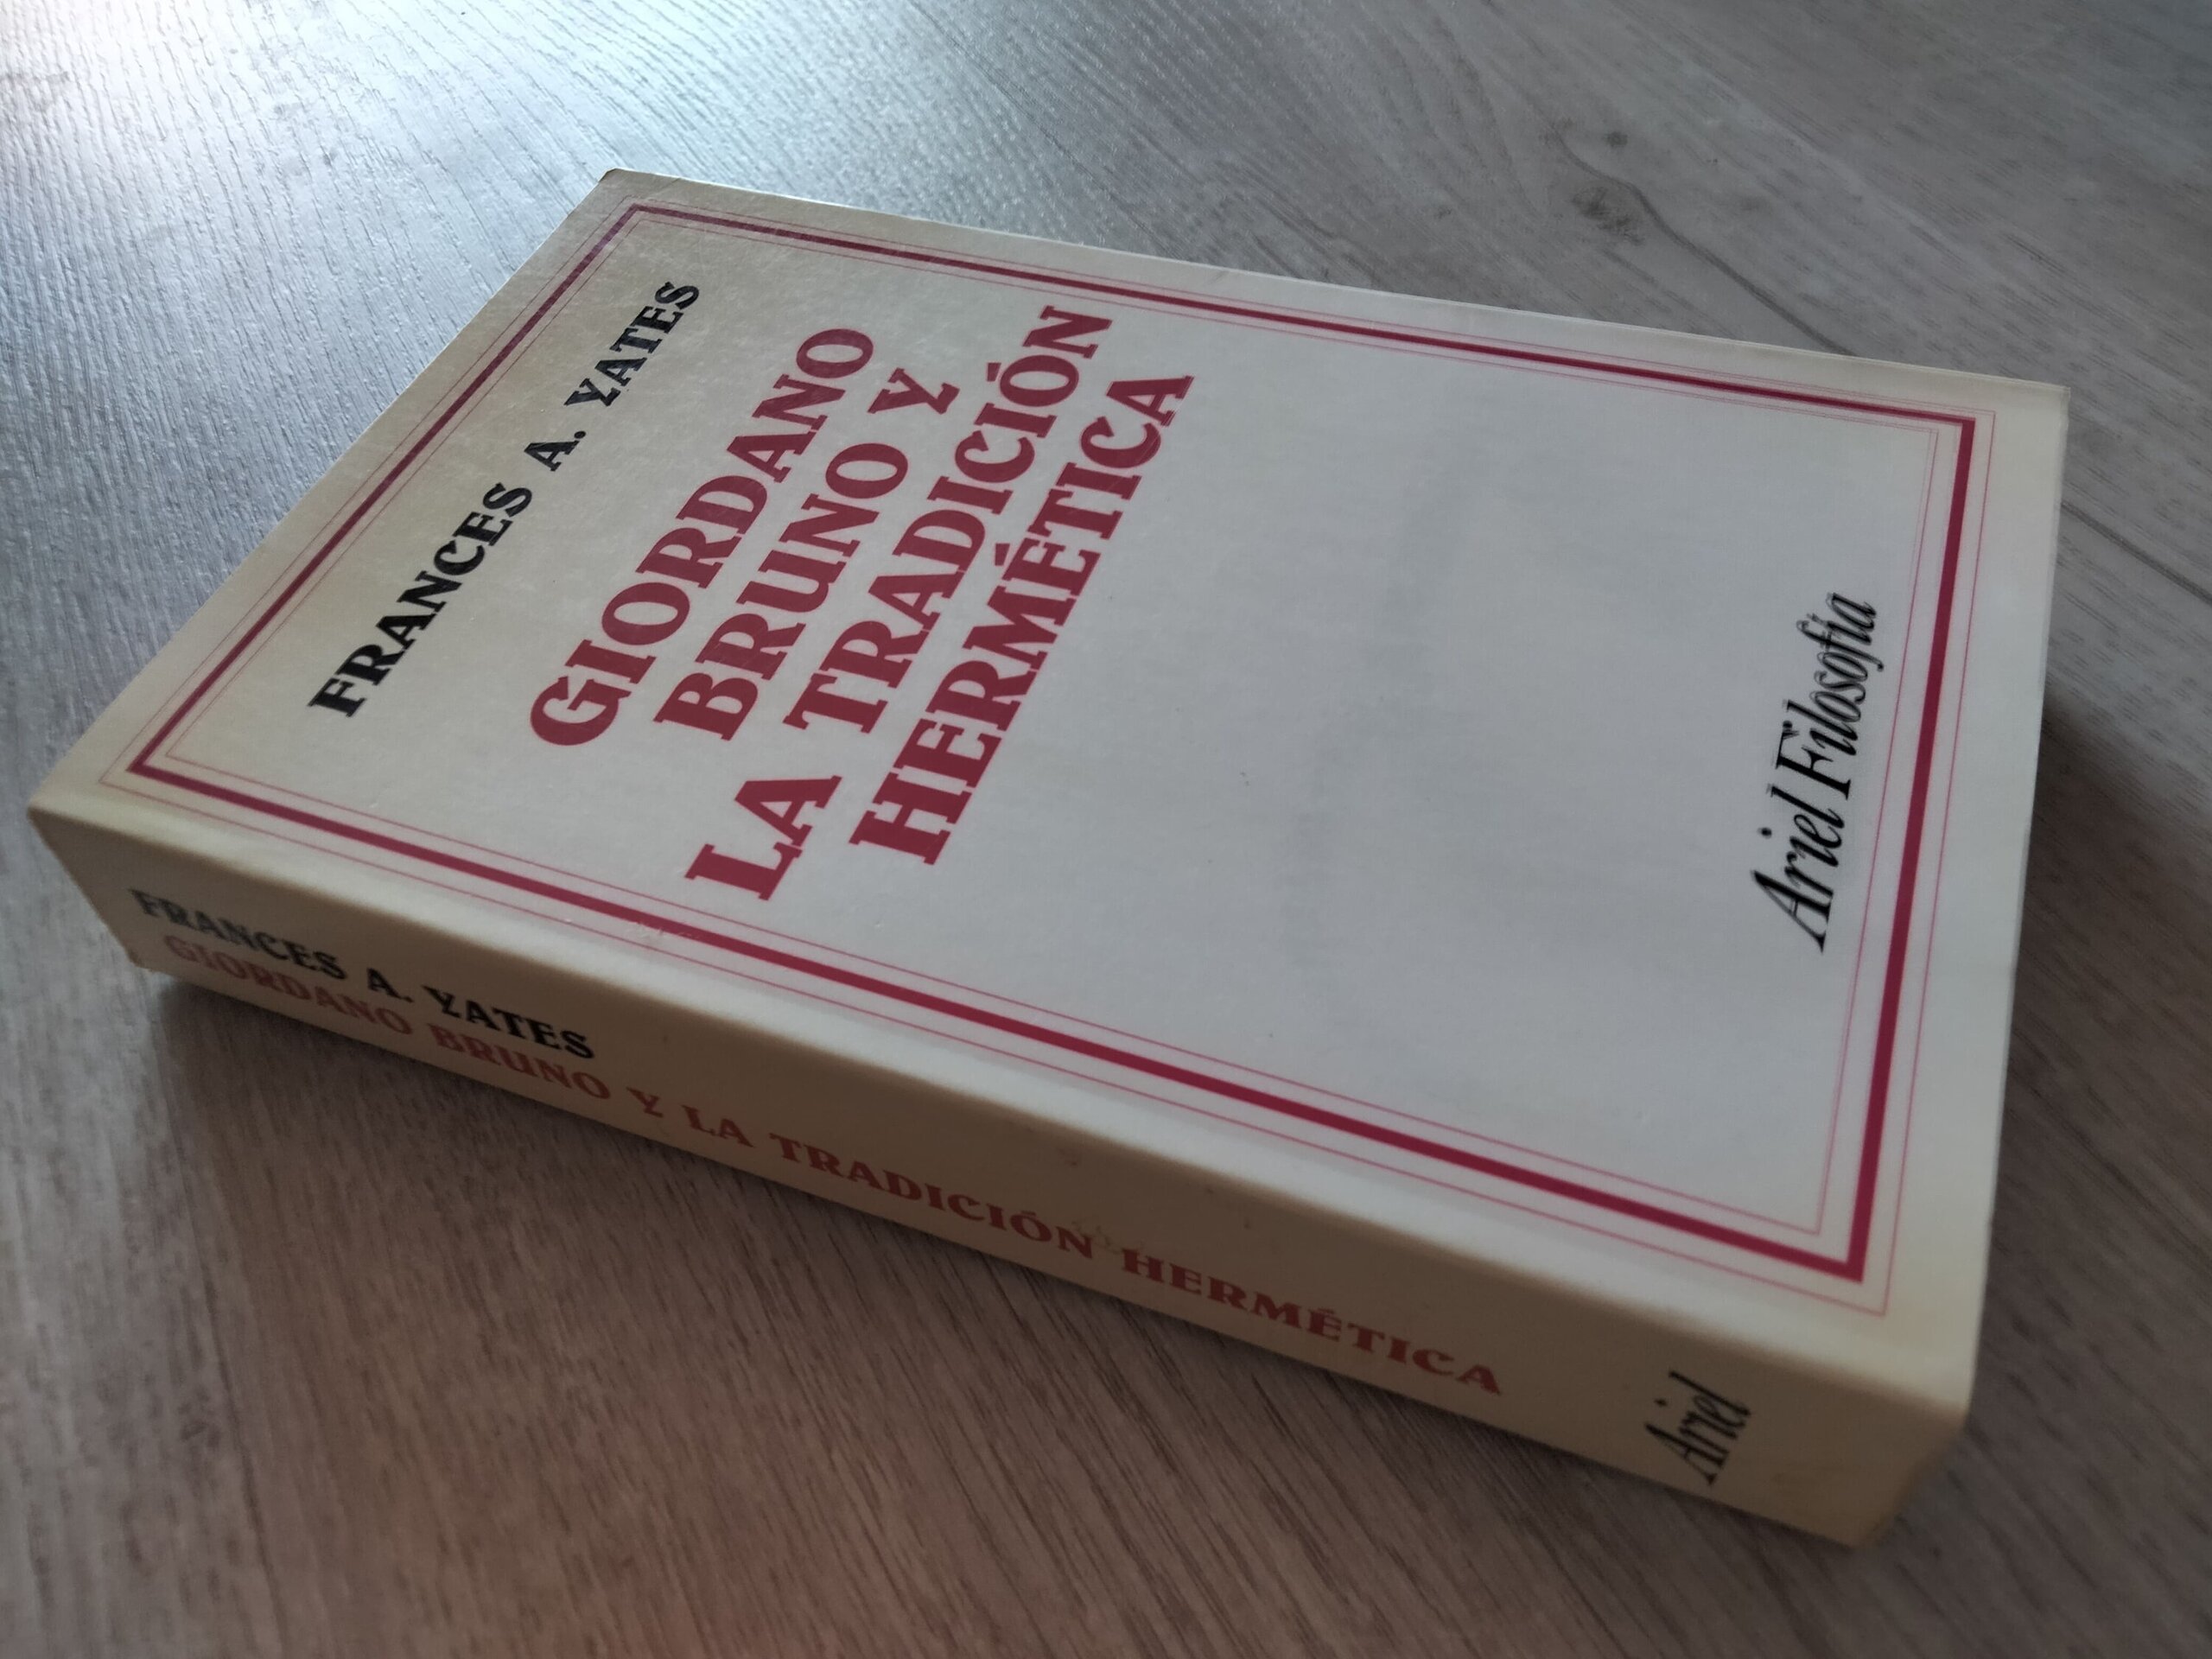 FRANCES A. YATES
GIORDANO
BRUNO Y
LA TRADICIÓN
HERMÉTICA
Ariel Filosofía
FRANCES A. YATES
GIORDANO BRUNO Y LA TRADICIÓN HERMÉTICA
Ariel